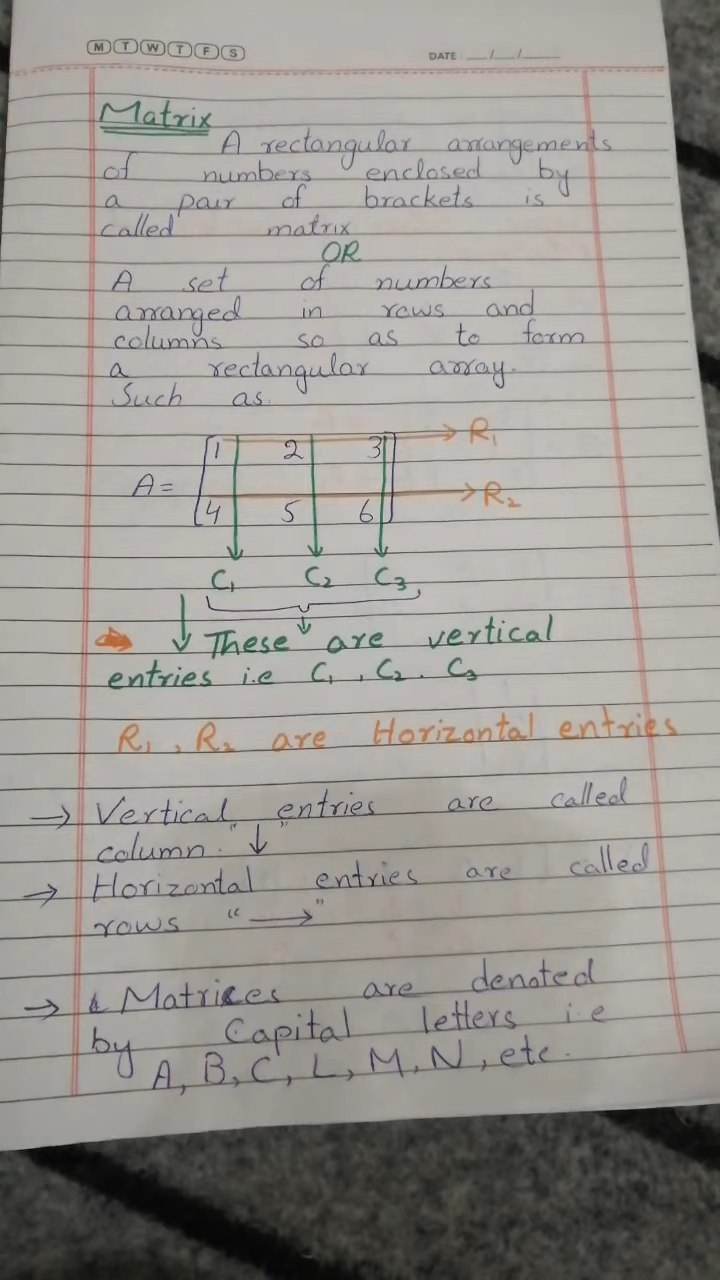 M T W T F S
DATE: __/__/____
Matrix
A rectangular arrangements
of numbers enclosed by
a pair of brackets is
called matrix
OR
A set of numbers
arranged in rows and
columns so as to form
a rectangular array.
Such as.
1 2 3 → R₁
A =
4 5 6 → R₂
C₁ C₂ C₃
↓ These are vertical
entries i.e C₁, C₂. C₃
R₁, R₂ are Horizontal entries
→ Vertical entries are called
column. "↓"
→ Horizontal entries are called
rows "→"
→ Matrices are denoted
by Capital letters i e
A, B, C, L, M, N, etc.